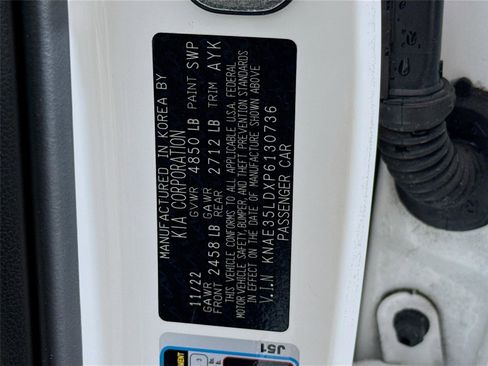 MANUFACTURED IN KOREA BY
KIA CORPORATION
11/22 GVWR 4850 LB PAINT SWP
GAWR FRONT 2458 LB GAWR REAR 2712 LB TRIM AYK
THIS VEHICLE CONFORMS TO ALL APPLICABLE U.S.A. FEDERAL
MOTOR VEHICLE SAFETY, BUMPER, AND THEFT PREVENTION STANDARDS
IN EFFECT ON THE DATE OF MANUFACTURE SHOWN ABOVE
V.I.N KNAE35LDXP6130736
PASSENGER CAR
J51